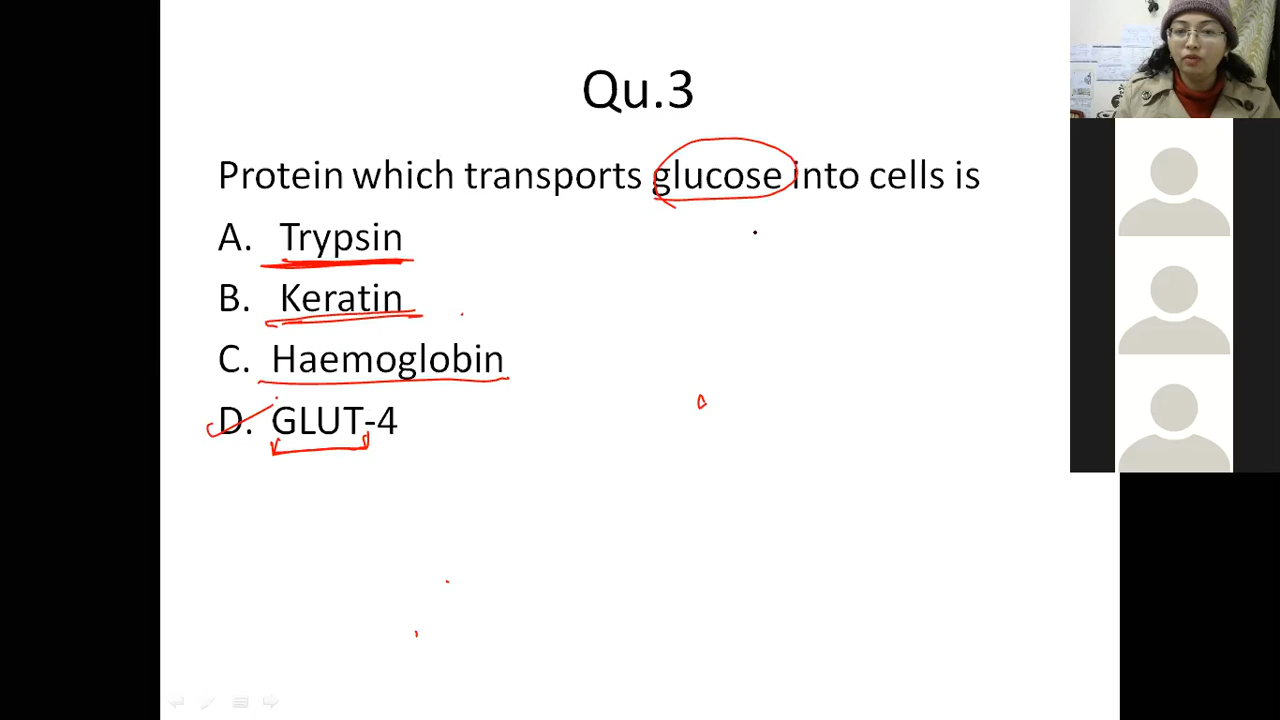 Qu.3
Protein which transports glucose into cells is
A. Trypsin
B. Keratin
C. Haemoglobin
D. GLUT-4